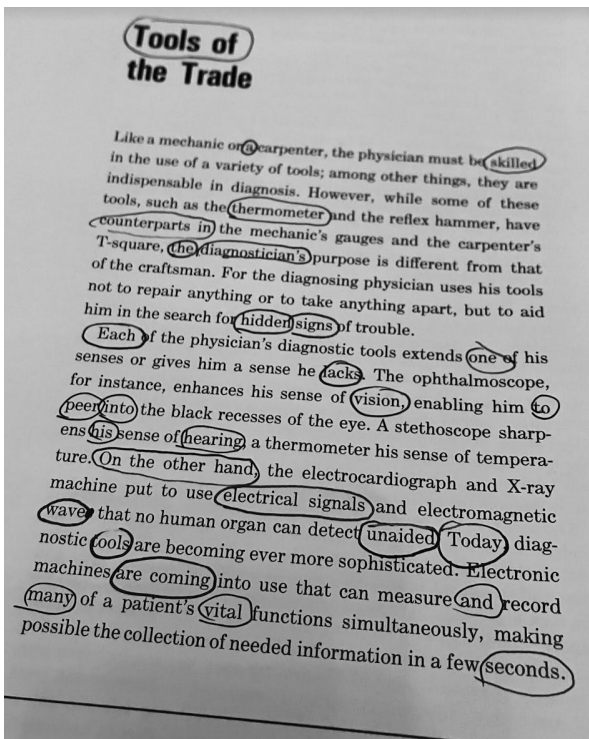 Tools of
the Trade
Like a mechanic or a carpenter, the physician must be skilled
in the use of a variety of tools; among other things, they are
indispensable in diagnosis. However, while some of these
tools, such as the thermometer and the reflex hammer, have
counterparts in the mechanic's gauges and the carpenter's
T-square, the diagnostician's purpose is different from that
of the craftsman. For the diagnosing physician uses his tools
not to repair anything or to take anything apart, but to aid
him in the search for hidden signs of trouble.
Each of the physician's diagnostic tools extends one of his
senses or gives him a sense he lacks. The ophthalmoscope,
for instance, enhances his sense of vision, enabling him to
peer into the black recesses of the eye. A stethoscope sharp-
ens his sense of hearing, a thermometer his sense of tempera-
ture. On the other hand, the electrocardiograph and X-ray
machine put to use electrical signals and electromagnetic
waves that no human organ can detect unaided. Today, diag-
nostic tools are becoming ever more sophisticated. Electronic
machines are coming into use that can measure and record
many of a patient's vital functions simultaneously, making
possible the collection of needed information in a few seconds.